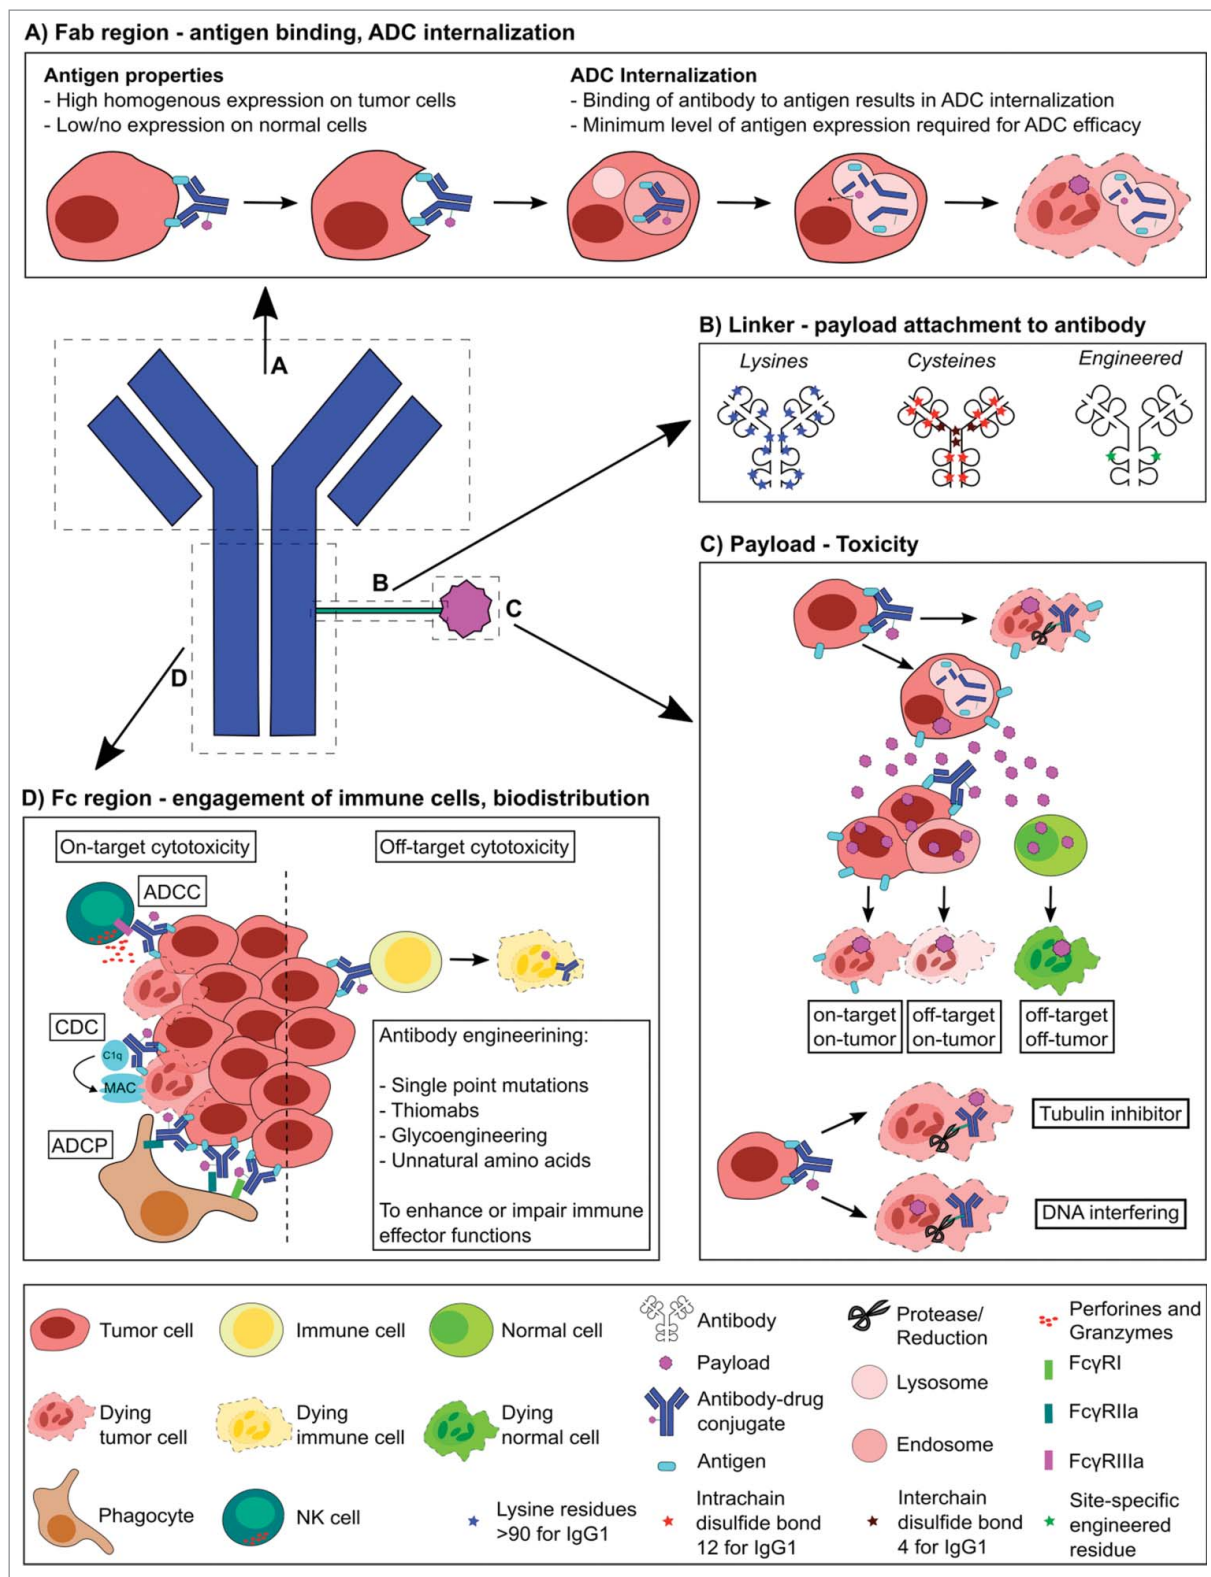 A) Fab region - antigen binding, ADC internalization
Antigen properties
- High homogenous expression on tumor cells
- Low/no expression on normal cells
ADC Internalization
- Binding of antibody to antigen results in ADC internalization
- Minimum level of antigen expression required for ADC efficacy
A
B
C
D
B) Linker - payload attachment to antibody
Lysines
Cysteines
Engineered
C) Payload - Toxicity
on-target
on-tumor
off-target
on-tumor
off-target
off-tumor
Tubulin inhibitor
DNA interfering
D) Fc region - engagement of immune cells, biodistribution
On-target cytotoxicity
Off-target cytotoxicity
ADCC
CDC
C1q
MAC
ADCP
Antibody engineerining:
- Single point mutations
- Thiomabs
- Glycoengineering
- Unnatural amino acids
To enhance or impair immune
effector functions
Tumor cell
Immune cell
Normal cell
Dying
tumor cell
Dying
immune cell
Dying
normal cell
Phagocyte
NK cell
Lysine residues
>90 for IgG1
Antibody
Payload
Antibody-drug
conjugate
Antigen
Intrachain
disulfide bond
12 for IgG1
Protease/
Reduction
Lysosome
Endosome
Interchain
disulfide bond
4 for IgG1
Perforines and
Granzymes
FcγRI
FcγRIIa
FcγRIIIa
Site-specific
engineered
residue